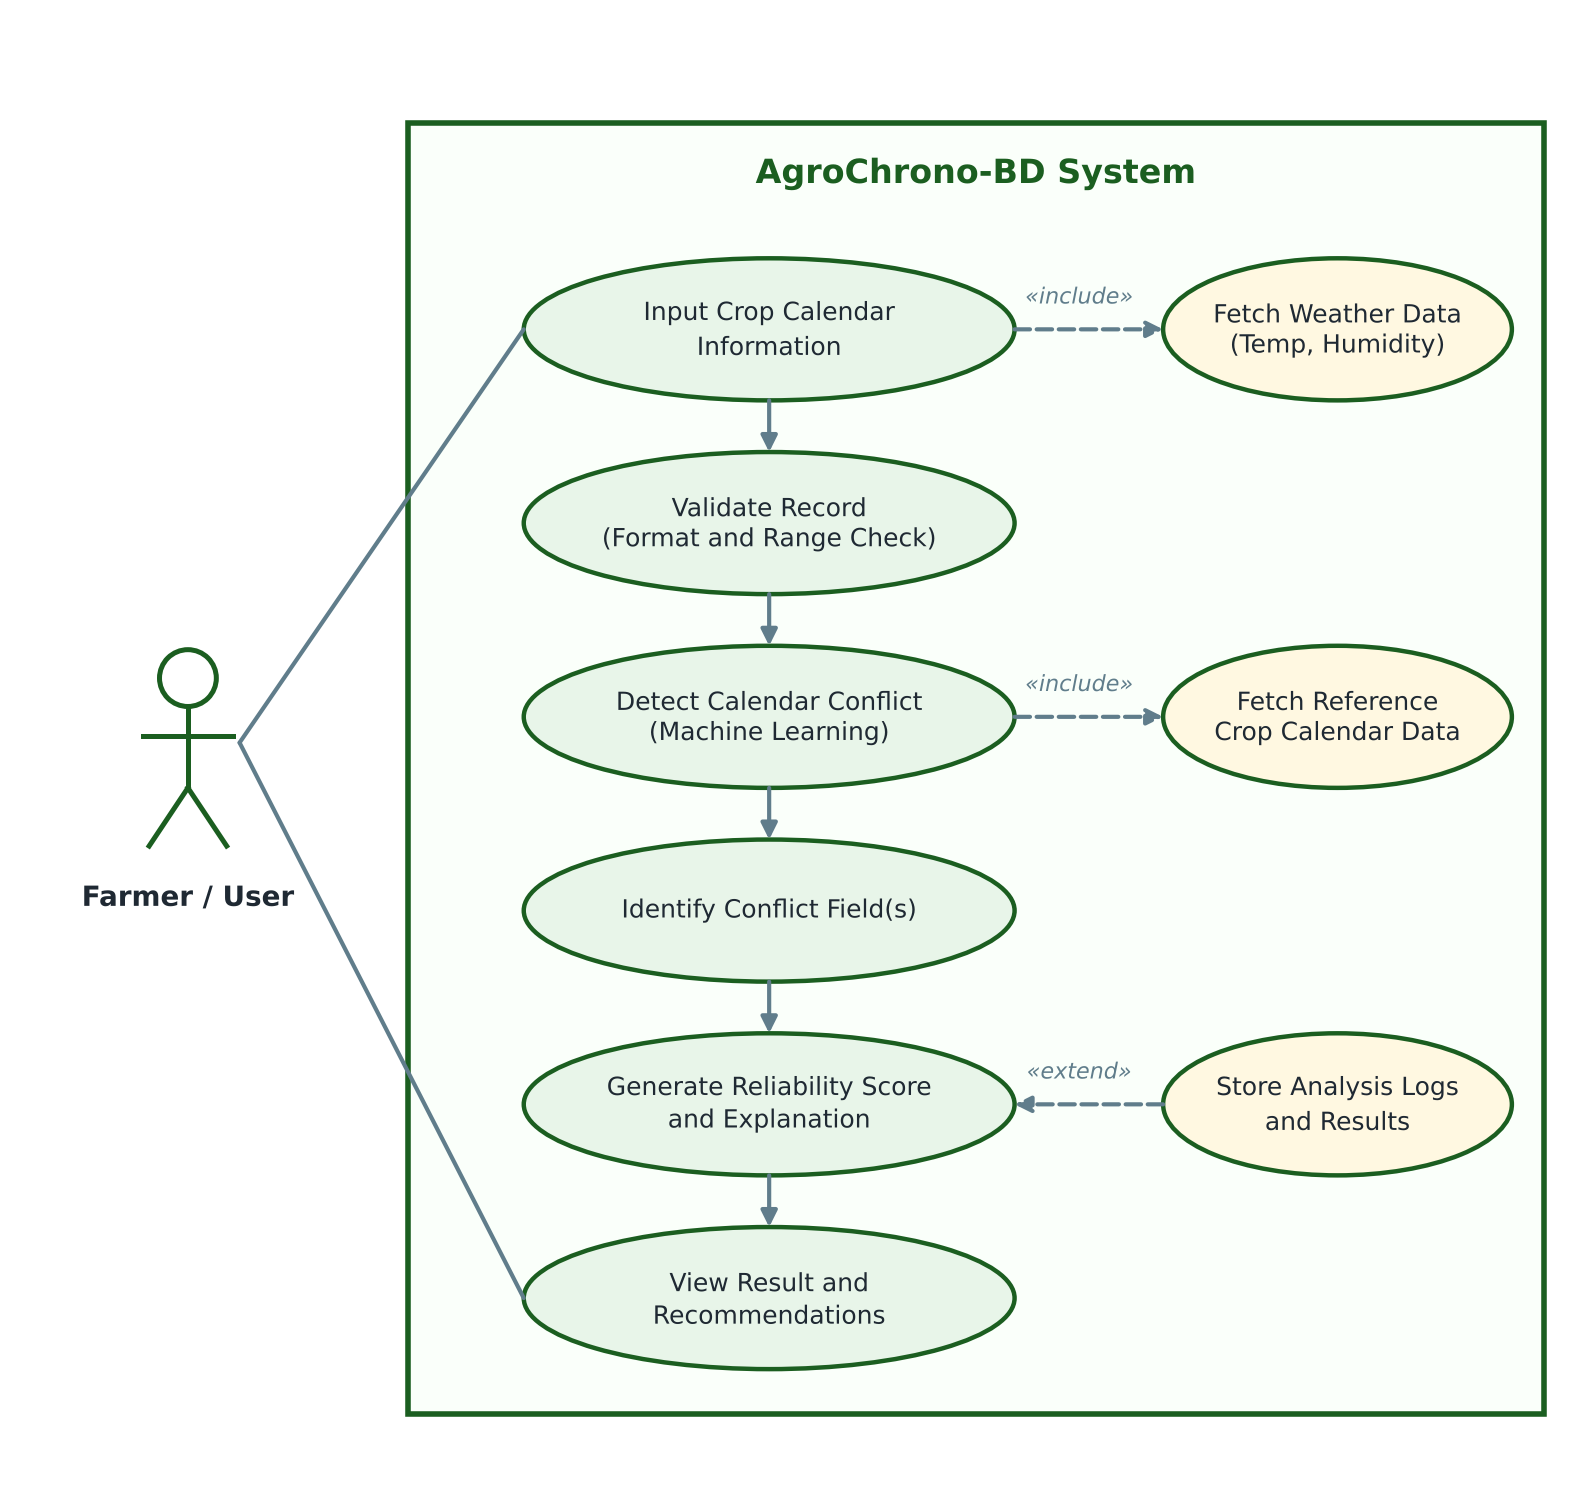 AgroChrono-BD System
Input Crop Calendar
Information
«include»
Fetch Weather Data
(Temp, Humidity)
Validate Record
(Format and Range Check)
Detect Calendar Conflict
(Machine Learning)
«include»
Fetch Reference
Crop Calendar Data
Farmer / User
Identify Conflict Field(s)
Generate Reliability Score
and Explanation
«extend»
Store Analysis Logs
and Results
View Result and
Recommendations